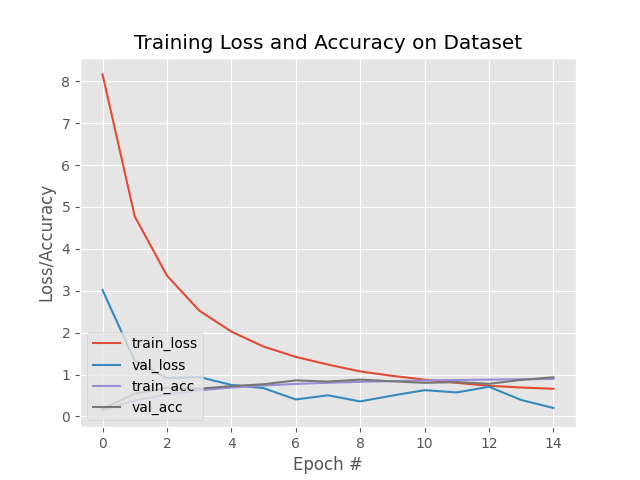 Training Loss and Accuracy on Dataset
Loss/Accuracy
8
7
6
5
4
3
2
1
0
train_loss
val_loss
train_acc
val_acc
0 2 4 6 8 10 12 14
Epoch #